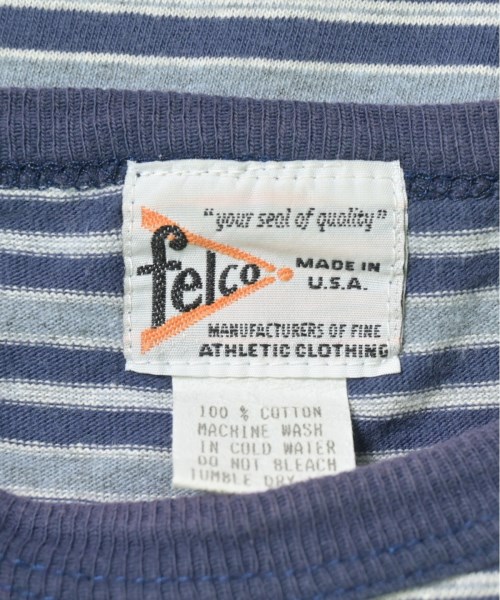 "your seal of quality"
felco
MADE IN
U.S.A.
MANUFACTURERS OF FINE
ATHLETIC CLOTHING
100 % COTTON
MACHINE WASH
IN COLD WATER
DO NOT BLEACH
TUMBLE DRY